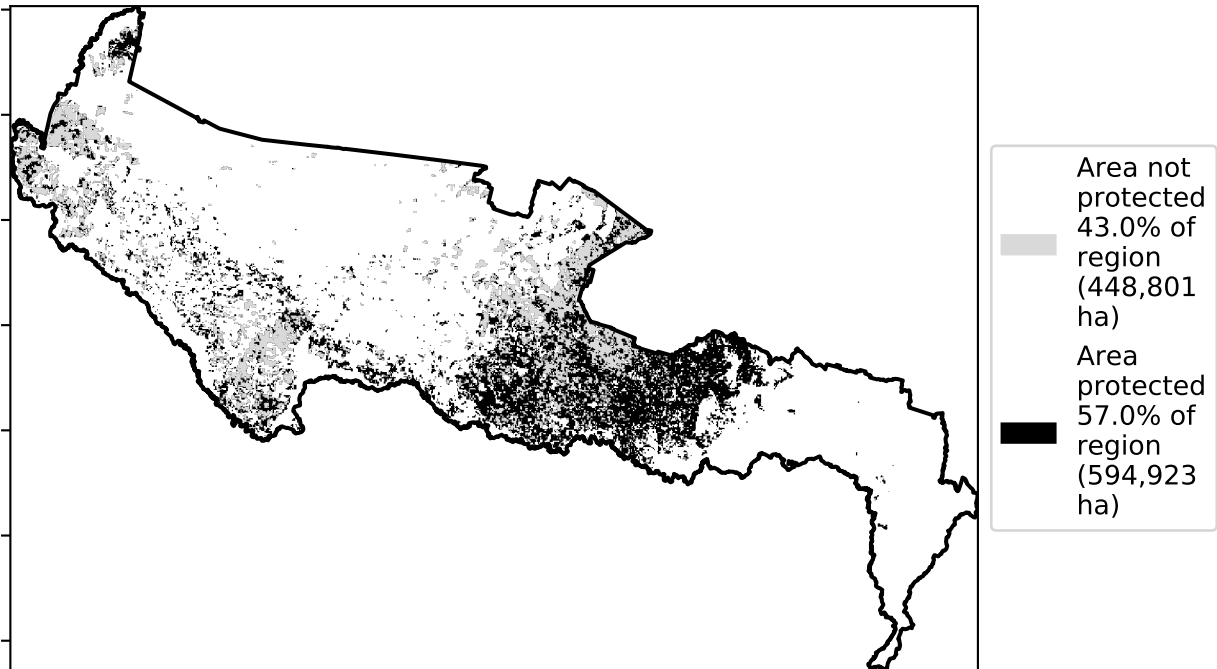 Area not
protected
43.0% of
region
(448,801
ha)
Area
protected
57.0% of
region
(594,923
ha)